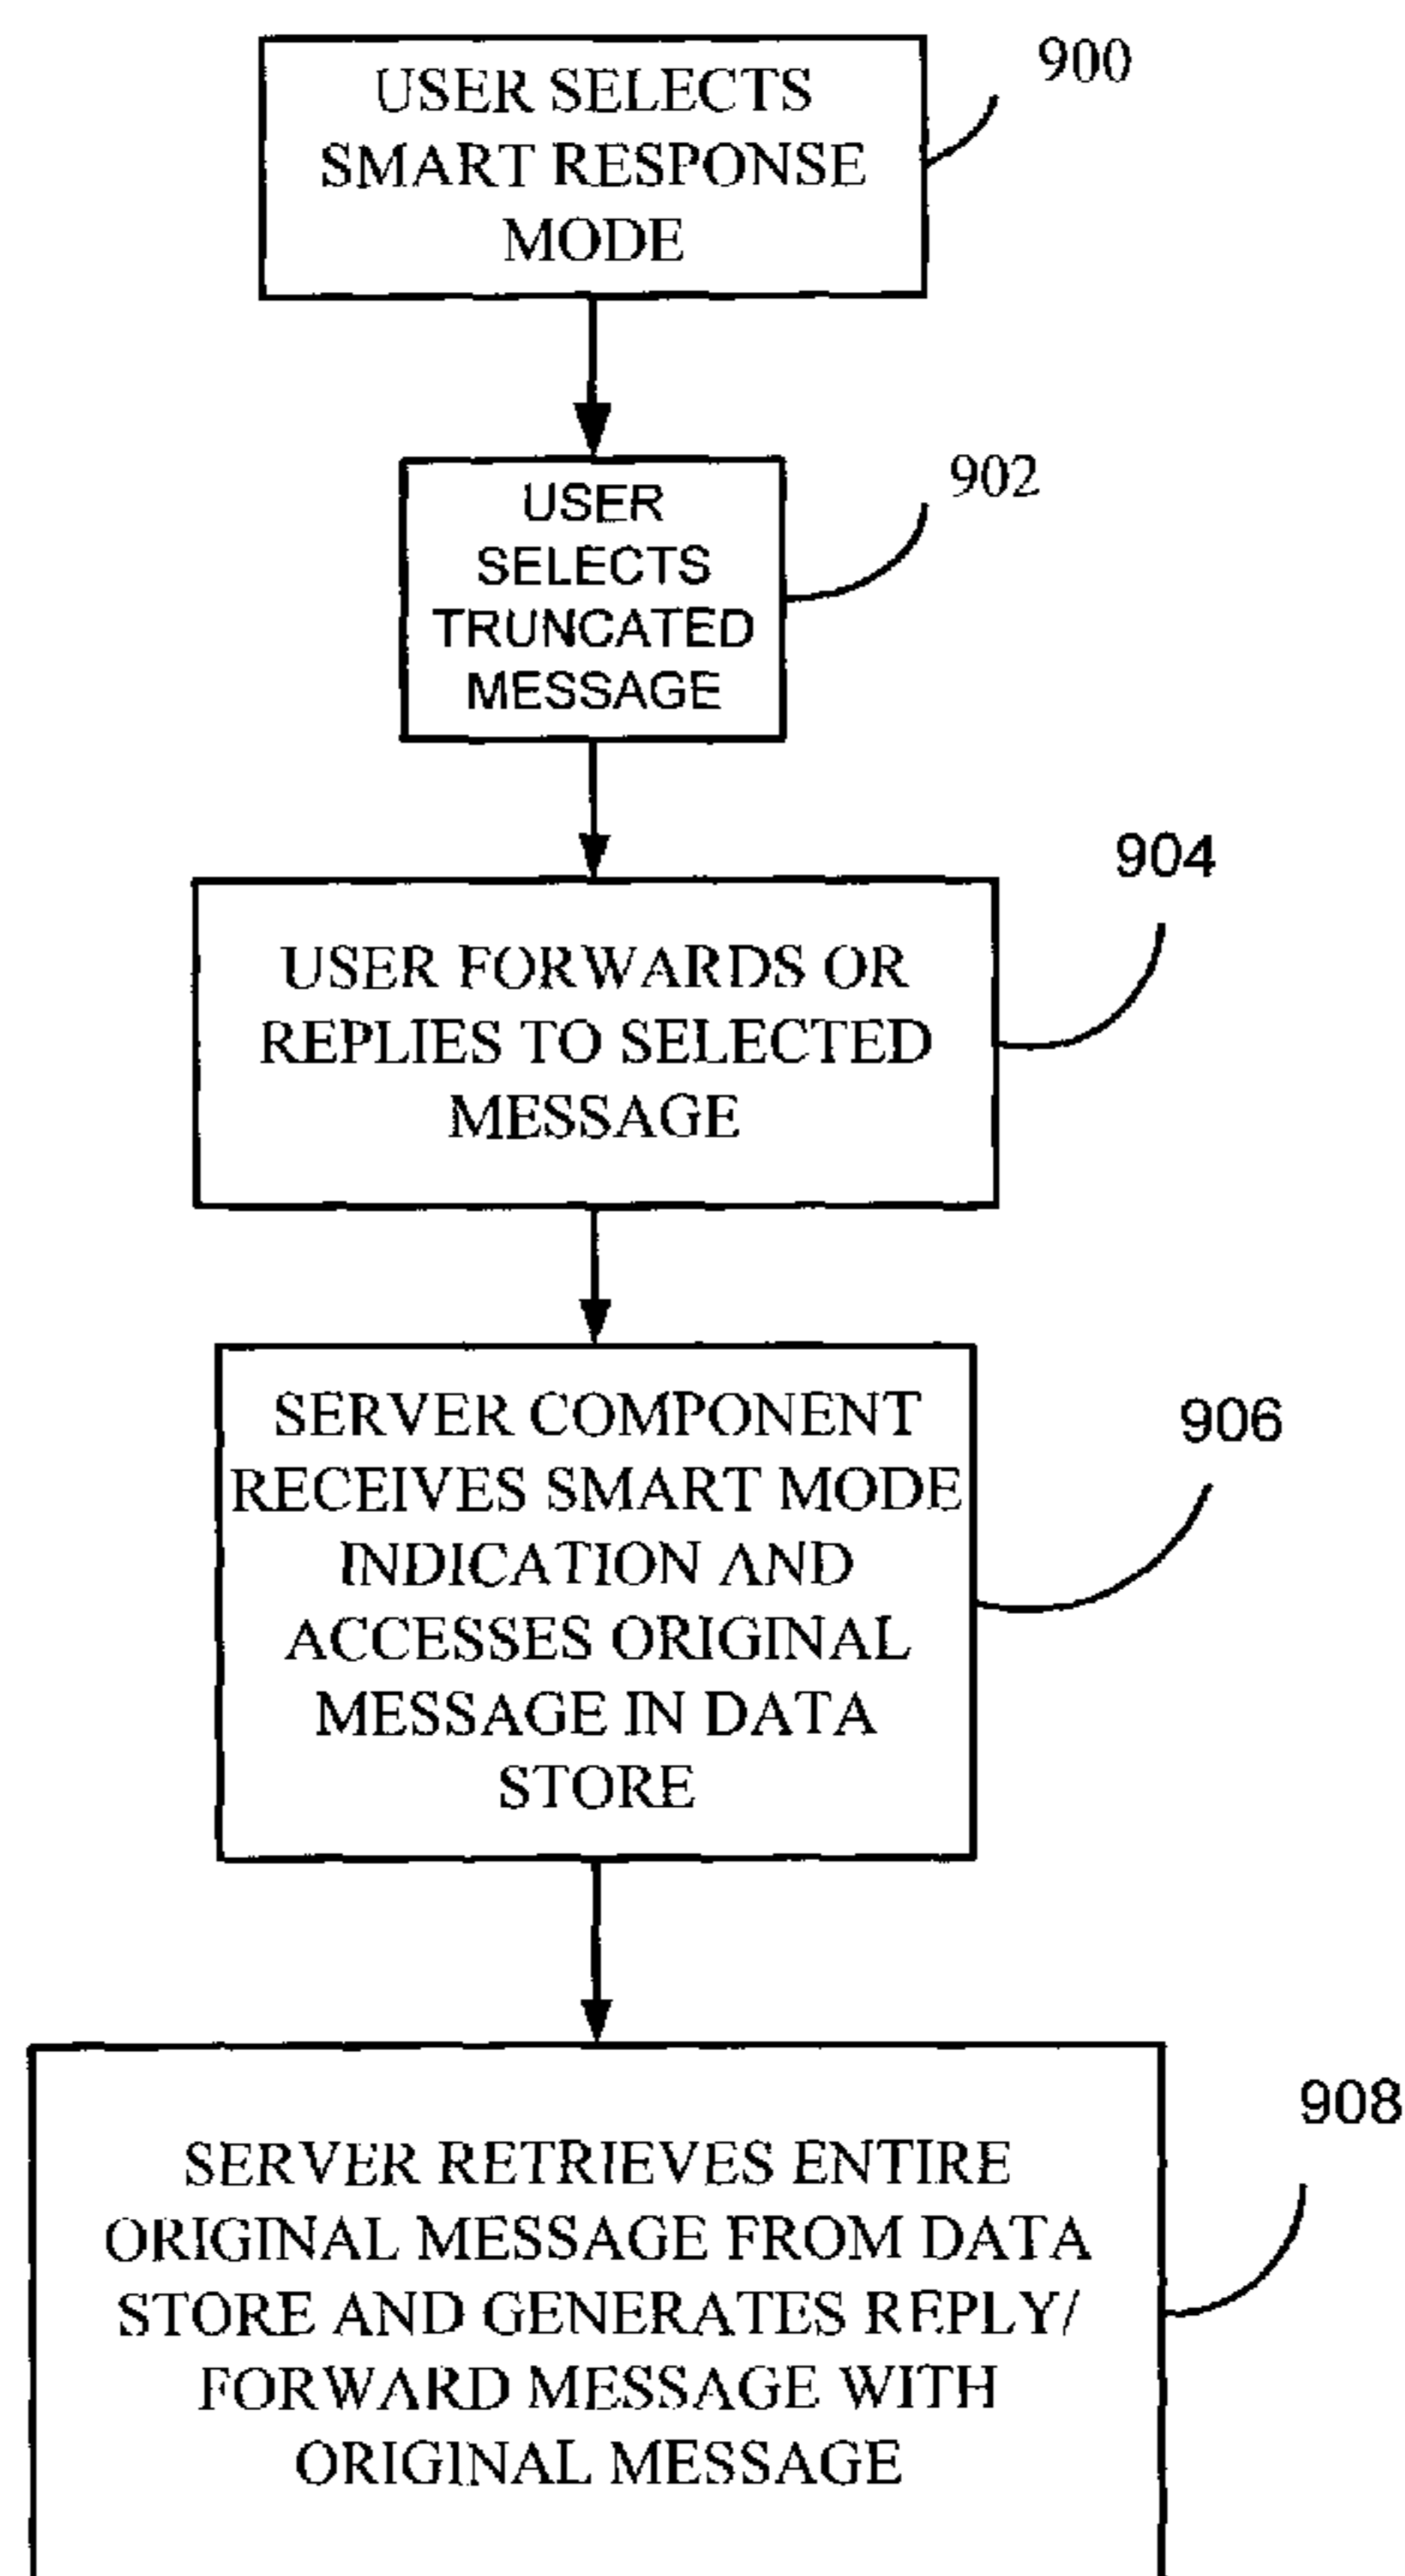 USER SELECTS
SMART RESPONSE
MODE
900
USER
SELECTS
TRUNCATED
MESSAGE
902
USER FORWARDS OR
REPLIES TO SELECTED
MESSAGE
904
SERVER COMPONENT
RECEIVES SMART MODE
INDICATION AND
ACCESSES ORIGINAL
MESSAGE IN DATA
STORE
906
SERVER RETRIEVES ENTIRE
ORIGINAL MESSAGE FROM DATA
STORE AND GENERATES REPLY/
FORWARD MESSAGE WITH
ORIGINAL MESSAGE
908